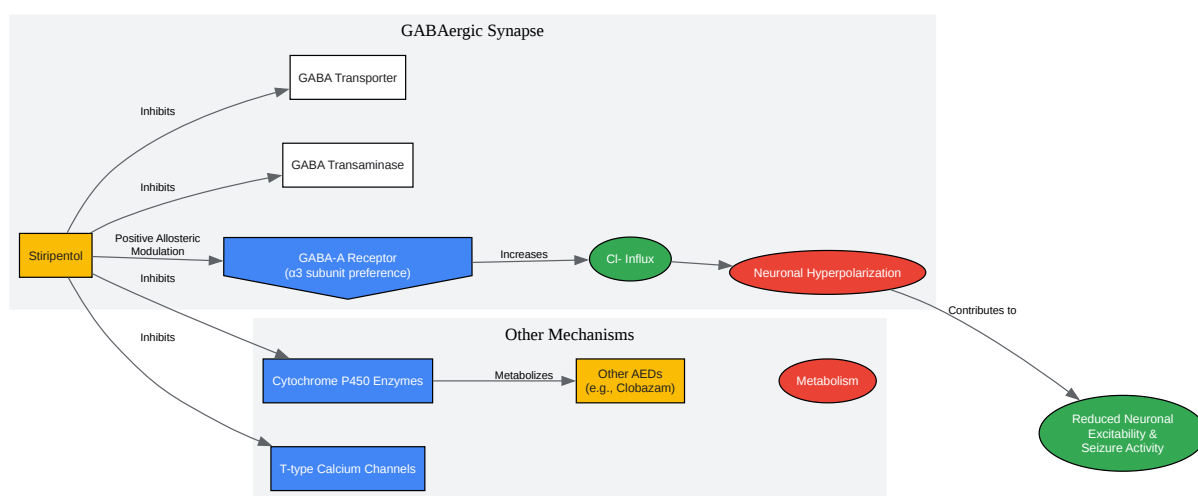 GABAergic Synapse
GABA Transporter
Inhibits
GABA Transaminase
Inhibits
Stiripentol
Positive Allosteric
Modulation
GABA-A Receptor
(α3 subunit preference)
Increases
Cl- Influx
Neuronal Hyperpolarization
Inhibits
Contributes to
Other Mechanisms
Inhibits
Cytochrome P450 Enzymes
Metabolizes
Other AEDs
(e.g., Clobazam)
Metabolism
Reduced Neuronal
Excitability &
Seizure Activity
T-type Calcium Channels